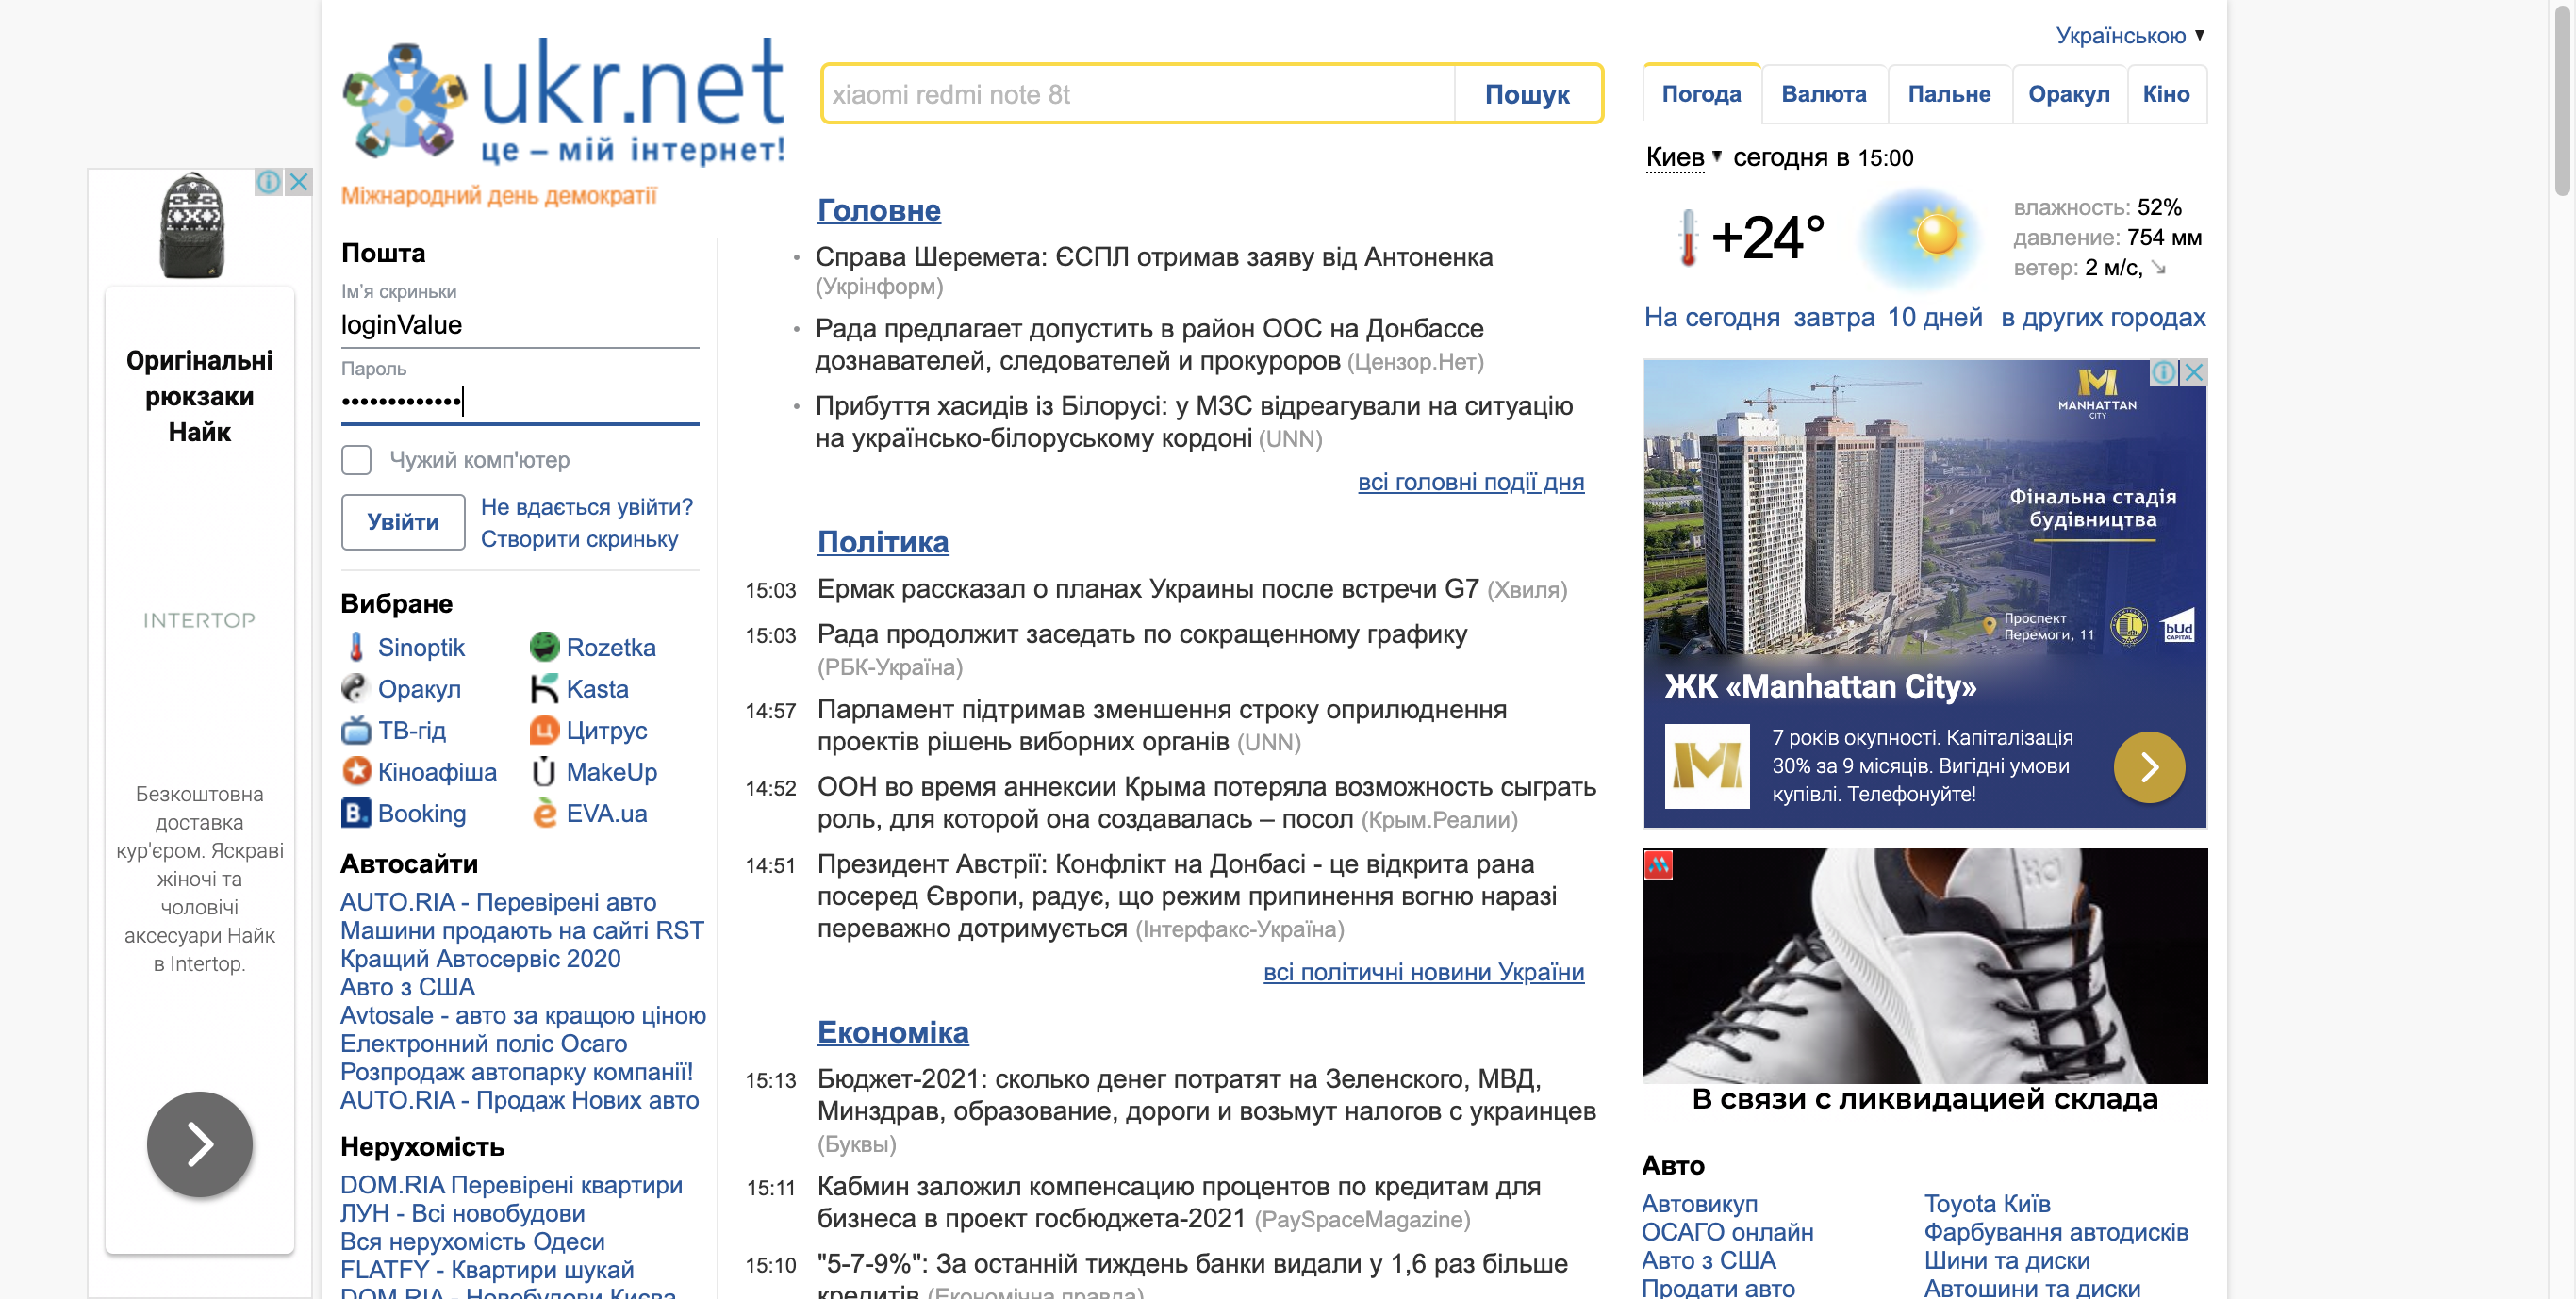 Українською ▼
ukr.net
це – мій інтернет!
Міжнародний день демократії
xiaomi redmi note 8t
Пошук
Погода
Валюта
Пальне
Оракул
Кіно
Оригінальні
рюкзаки
Найк
INTERTOP
Безкоштовна
доставка
кур'єром. Яскраві
жіночі та
чоловічі
аксесуари Найк
в Intertop.
Пошта
Ім'я скриньки
loginValue
Пароль
•••••••••••••
Чужий комп'ютер
Увійти
Не вдається увійти?
Створити скриньку
Вибране
Sinoptik
Rozetka
Оракул
Kasta
ТВ-гід
Цитрус
Кіноафіша
MakeUp
Booking
EVA.ua
Автосайти
AUTO.RIA - Перевірені авто
Машини продають на сайті RST
Кращий Автосервіс 2020
Авто з США
Avtosale - авто за кращою ціною
Електронний поліс Осаго
Розпродаж автопарку компанії!
AUTO.RIA - Продаж Нових авто
Нерухомість
DOM.RIA Перевірені квартири
ЛУН - Всі новобудови
Вся нерухомість Одеси
FLATFY - Квартири шукай
DOM.RIA - Новобудови Києва
Головне
• Справа Шеремета: ЄСПЛ отримав заяву від Антоненка
(Укрінформ)
• Рада предлагает допустить в район ООС на Донбассе
дознавателей, следователей и прокуроров (Цензор.Нет)
• Прибуття хасидів із Білорусі: у МЗС відреагували на ситуацію
на українсько-білоруському кордоні (UNN)
всі головні події дня
Політика
15:03 Ермак рассказал о планах Украины после встречи G7 (Хвиля)
15:03 Рада продолжит заседать по сокращенному графику
(РБК-Україна)
14:57 Парламент підтримав зменшення строку оприлюднення
проектів рішень виборних органів (UNN)
14:52 ООН во время аннексии Крыма потеряла возможность сыграть
роль, для которой она создавалась – посол (Крым.Реалии)
14:51 Президент Австрії: Конфлікт на Донбасі - це відкрита рана
посеред Європи, радує, що режим припинення вогню наразі
переважно дотримується (Інтерфакс-Україна)
всі політичні новини України
Економіка
15:13 Бюджет-2021: сколько денег потратят на Зеленского, МВД,
Минздрав, образование, дороги и возьмут налогов с украинцев
(Буквы)
15:11 Кабмин заложил компенсацию процентов по кредитам для
бизнеса в проект госбюджета-2021 (PaySpaceMagazine)
15:10 "5-7-9%": За останній тиждень банки видали у 1,6 раз більше
кредитів (Економічна правда)
Киев ▼ сегодня в 15:00
+24°
влажность: 52%
давление: 754 мм
ветер: 2 м/с, ↘
На сегодня завтра 10 дней в других городах
MANHATTAN
CITY
Фінальна стадія
будівництва
Проспект
Перемоги, 11
bUd
CAPITAL
ЖК «Manhattan City»
7 років окупності. Капіталізація
30% за 9 місяців. Вигідні умови
купівлі. Телефонуйте!
В связи с ликвидацией склада
Авто
Автовикуп
Toyota Київ
ОСАГО онлайн
Фарбування автодисків
Авто з США
Шини та диски
Продати авто
Автошини та диски